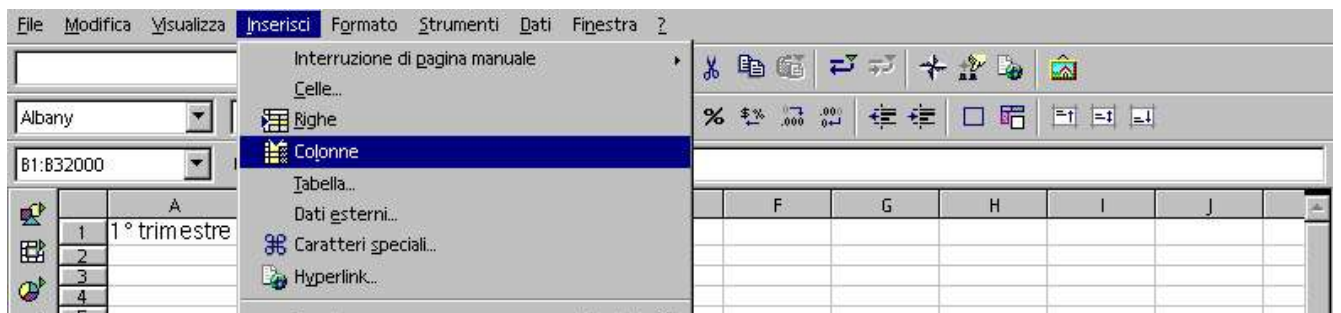 File Modifica Visualizza Inserisci Formato Strumenti Dati Finestra ?
Interruzione di pagina manuale
Celle...
Albany
Righe
B1:B32000
Colonne
Tabella...
A F G H I J
Dati esterni...
1 1° trimestre
Caratteri speciali...
2
3
Hyperlink...
4